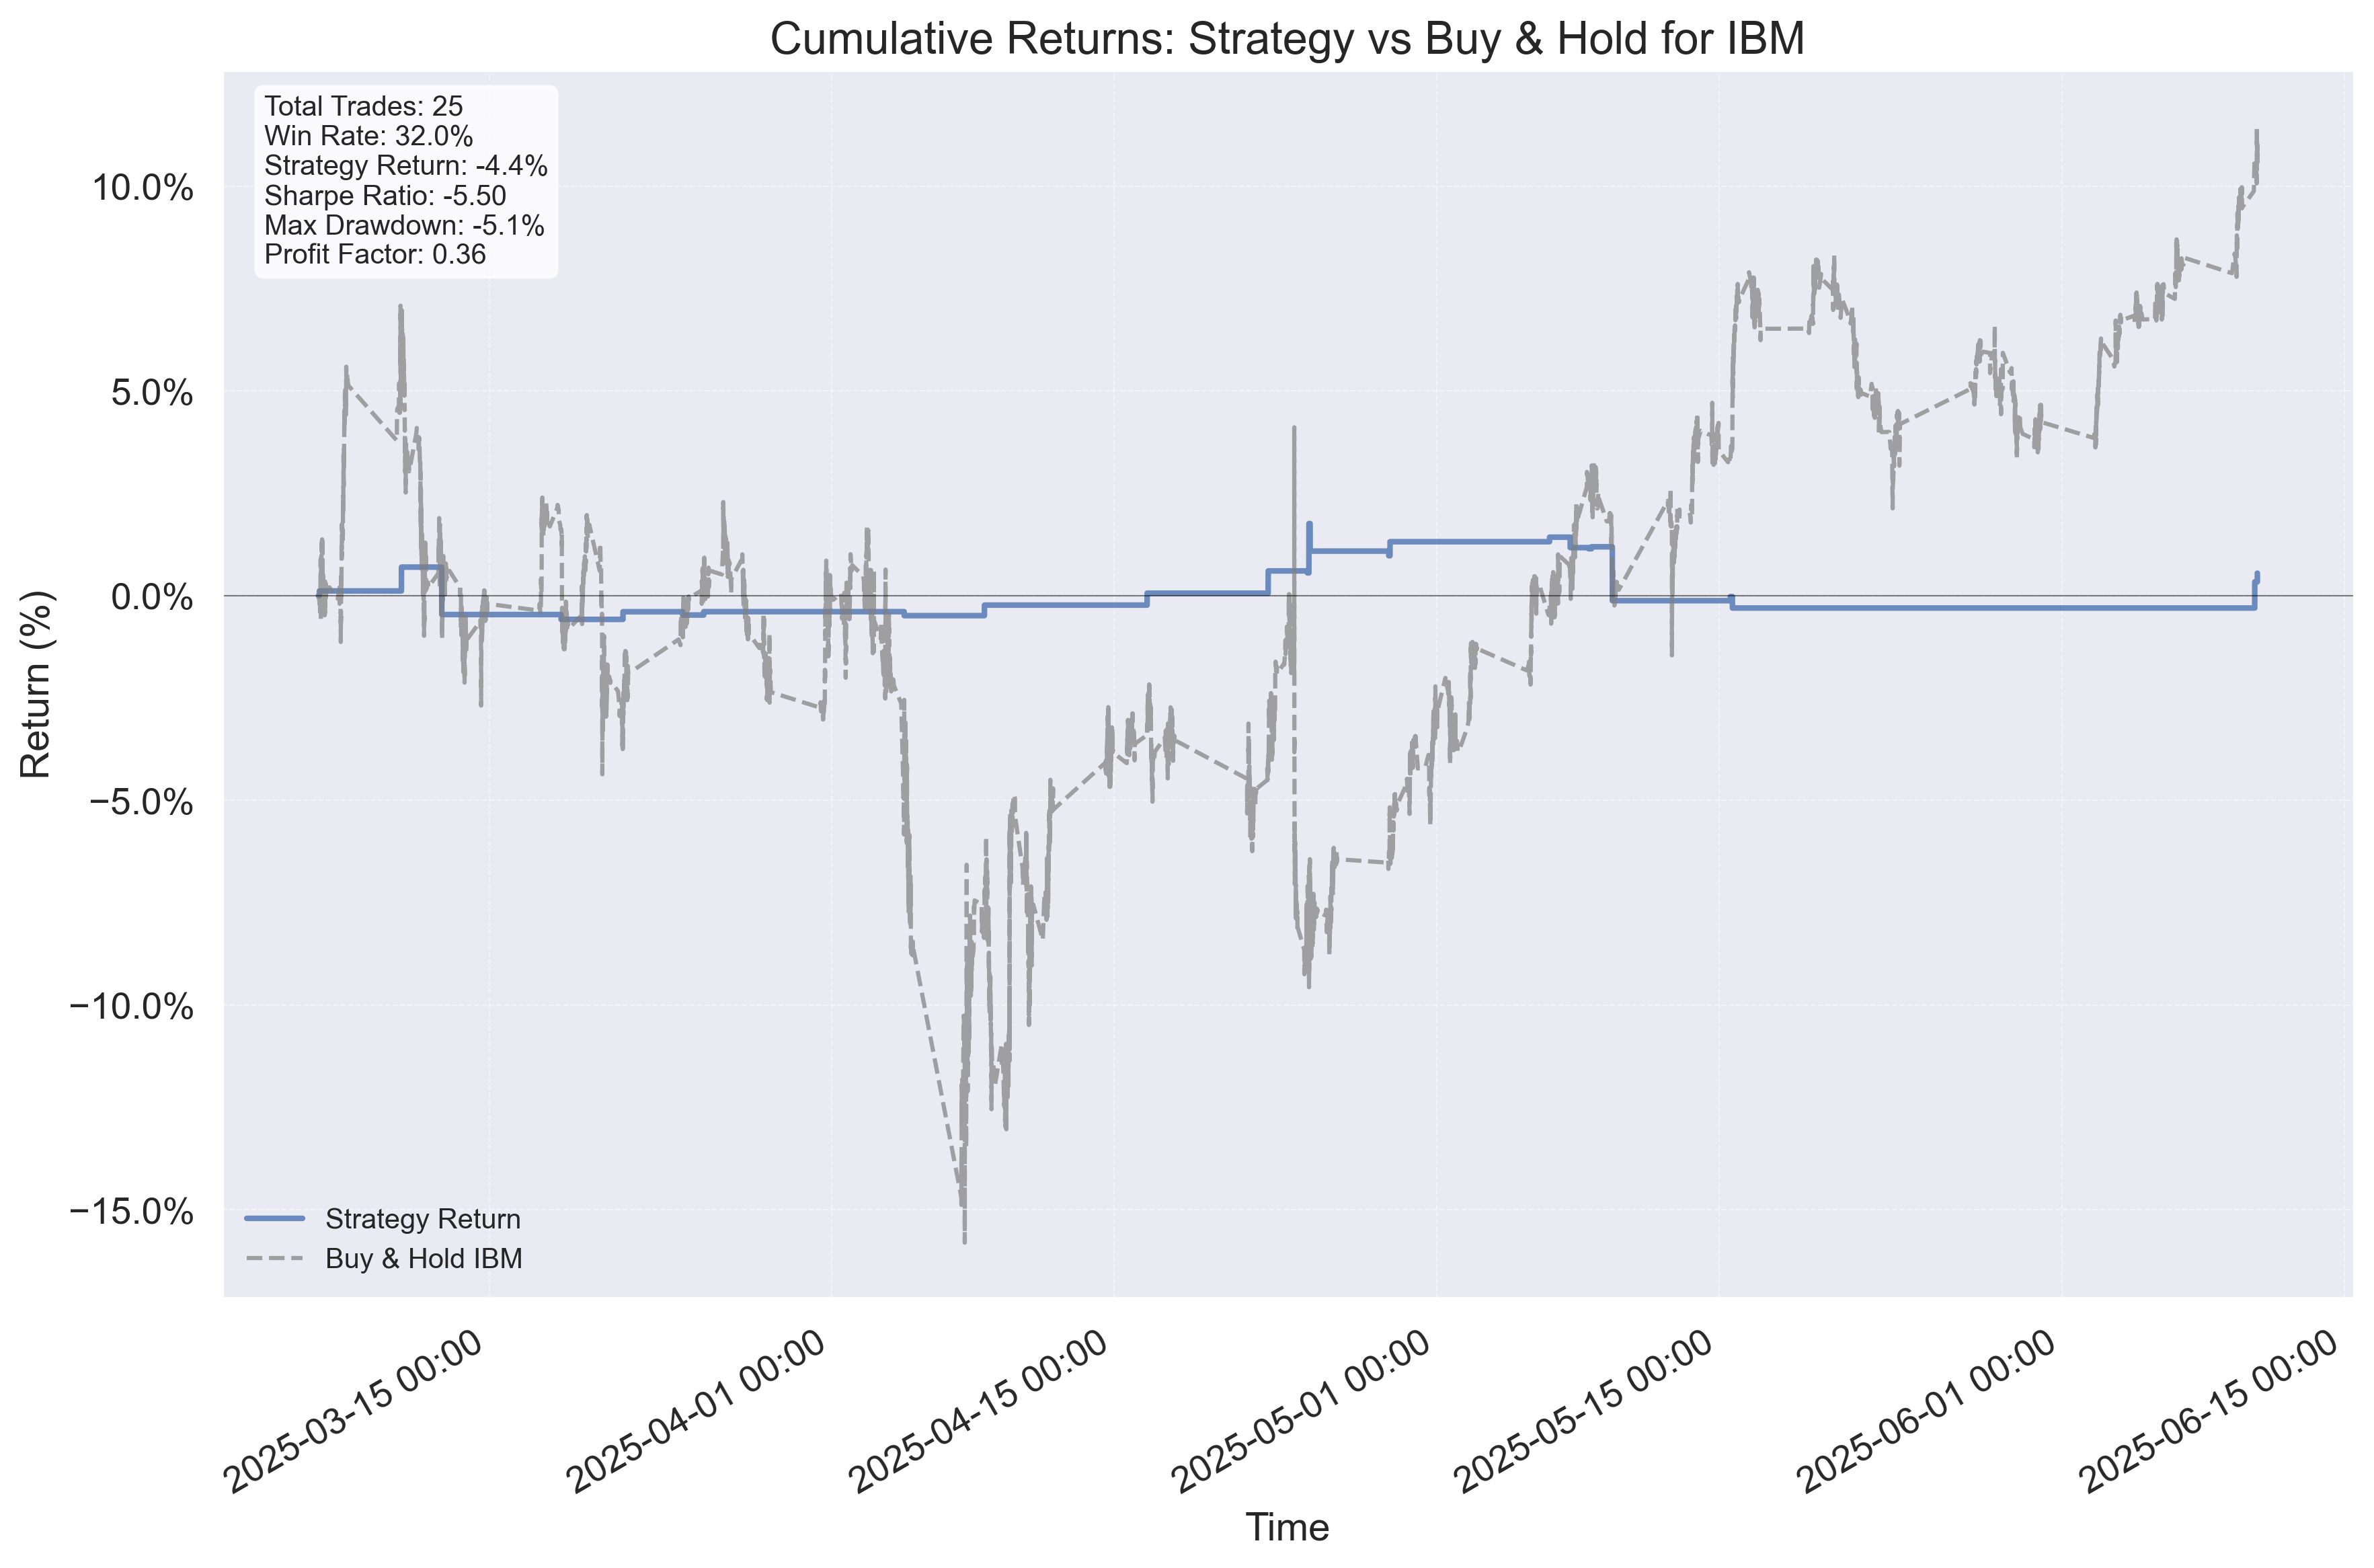 Cumulative Returns: Strategy vs Buy & Hold for IBM
Total Trades: 25
Win Rate: 32.0%
Strategy Return: -4.4%
Sharpe Ratio: -5.50
Max Drawdown: -5.1%
Profit Factor: 0.36
10.0%
5.0%
0.0%
−5.0%
−10.0%
−15.0%
Return (%)
Strategy Return
Buy & Hold IBM
2025-03-15 00:00
2025-04-01 00:00
2025-04-15 00:00
2025-05-01 00:00
2025-05-15 00:00
2025-06-01 00:00
2025-06-15 00:00
Time